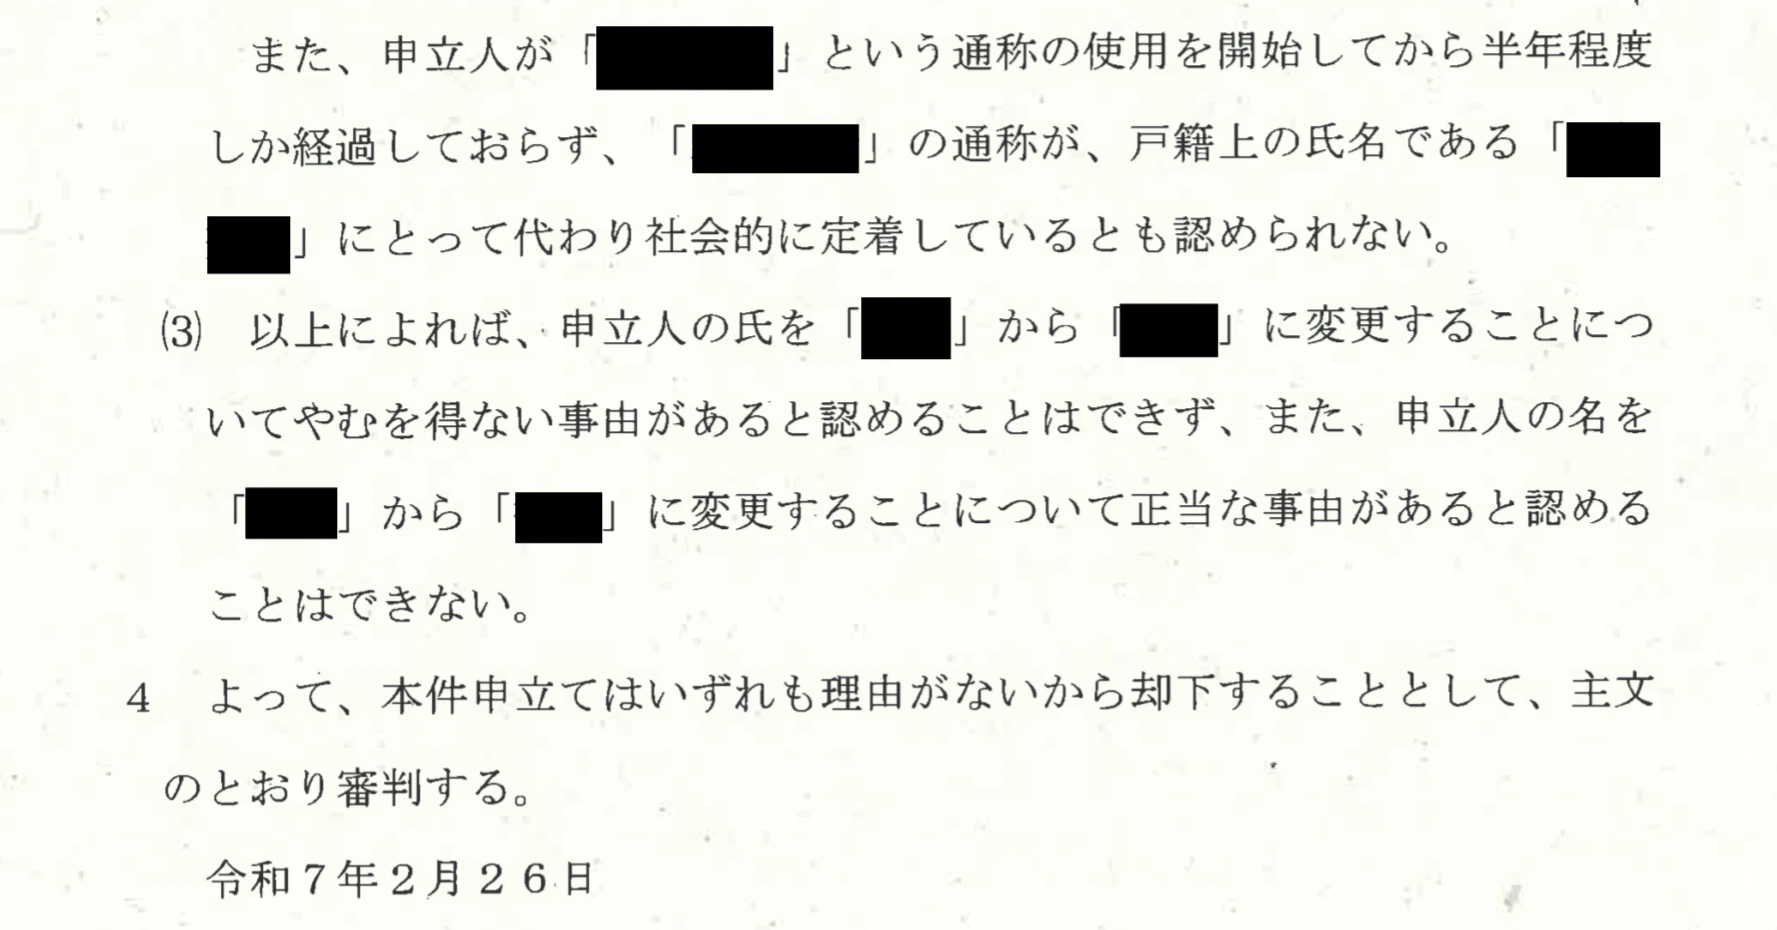 また、申立人が「」という通称の使用を開始してから半年程度
しか経過しておらず、「」の通称が、戸籍上の氏名である「
」にとって代わり社会的に定着しているとも認められない。
⑶　以上によれば、申立人の氏を「」から「」に変更することにつ
いてやむを得ない事由があると認めることはできず、また、申立人の名を
「」から「」に変更することについて正当な事由があると認める
ことはできない。
４　よって、本件申立てはいずれも理由がないから却下することとして、主文
のとおり審判する。
令和７年２月２６日